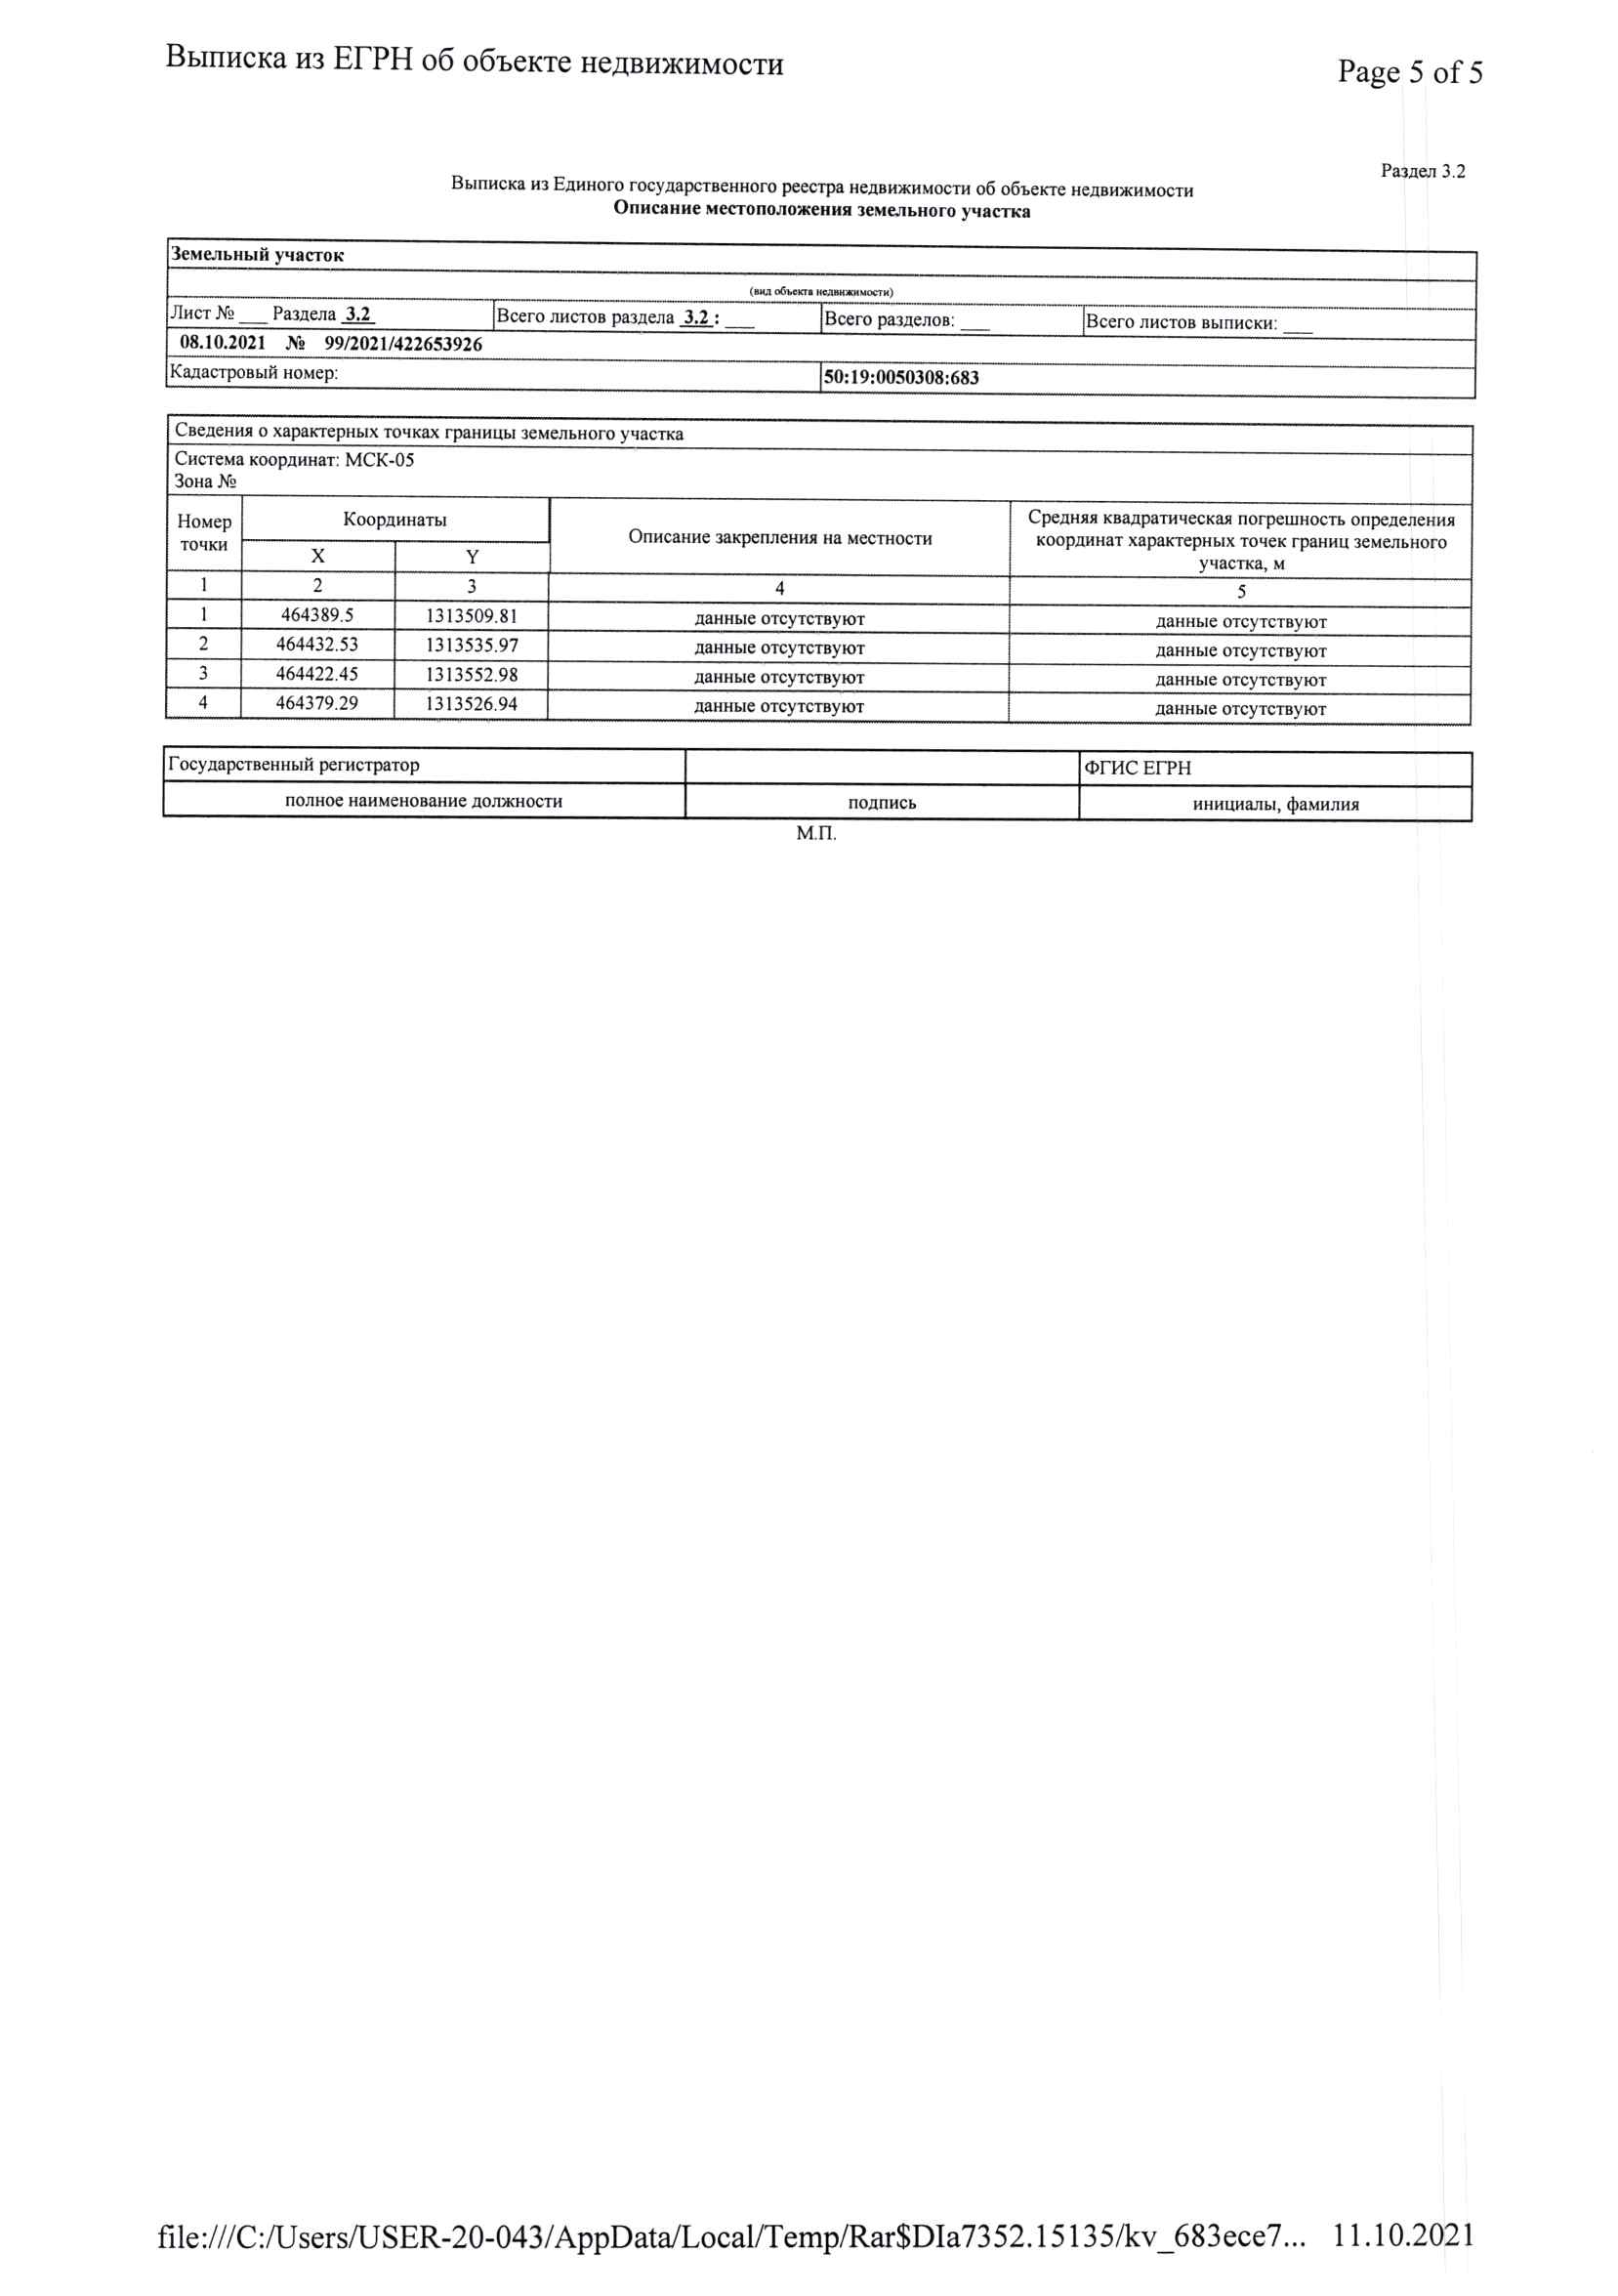 Выписка из ЕГРН об объекте недвижимости
Page 5 of 5
Раздел 3.2
Выписка из Единого государственного реестра недвижимости об объекте недвижимости
Описание местоположения земельного участка
Земельный участок
(вид объекта недвижимости)
Лист № ___ Раздела 3.2 Всего листов раздела 3.2 : ___ Всего разделов: ___ Всего листов выписки: ___
08.10.2021 № 99/2021/422653926
Кадастровый номер: 50:19:0050308:683
Сведения о характерных точках границы земельного участка
Система координат: МСК-05
Зона №
Номер точки Координаты Описание закрепления на местности Средняя квадратическая погрешность определения координат характерных точек границ земельного участка, м
X Y
1 2 3 4 5
1 464389.5 1313509.81 данные отсутствуют данные отсутствуют
2 464432.53 1313535.97 данные отсутствуют данные отсутствуют
3 464422.45 1313552.98 данные отсутствуют данные отсутствуют
4 464379.29 1313526.94 данные отсутствуют данные отсутствуют
Государственный регистратор ФГИС ЕГРН
полное наименование должности подпись инициалы, фамилия
М.П.
file:///C:/Users/USER-20-043/AppData/Local/Temp/Rar$DIa7352.15135/kv_683ece7... 11.10.2021